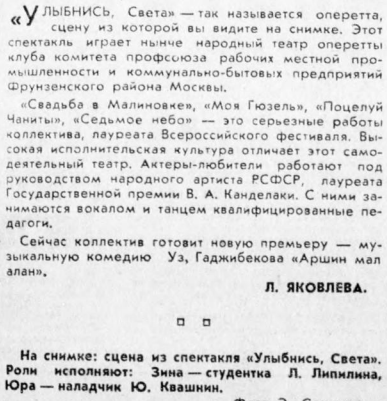 «УЛЫБНИСЬ, Света» — так называется оперетта,
сцену из которой вы видите на снимке. Этот
спектакль играет нынче народный театр оперетты
клуба комитета профсоюза рабочих местной про-
мышленности и коммунально-бытовых предприятий
Фрунзенского района Москвы.
«Свадьба в Малиновке», «Моя Гюзель», «Поцелуй
Чаниты», «Седьмое небо» — это серьезные работы
коллектива, лауреата Всероссийского фестиваля. Вы-
сокая исполнительская культура отличает этот само-
деятельный театр. Актеры-любители работают под
руководством народного артиста РСФСР, лауреата
Государственной премии В. А. Канделаки. С ними за-
нимаются вокалом и танцем квалифицированные пе-
дагоги.
Сейчас коллектив готовит новую премьеру — му-
зыкальную комедию Уз, Гаджибекова «Аршин мал
алан».
Л. ЯКОВЛЕВА.
На снимке: сцена из спектакля «Улыбнись, Света».
Роли исполняют: Зина — студентка Л. Липилина,
Юра — наладчик Ю. Квашнин.